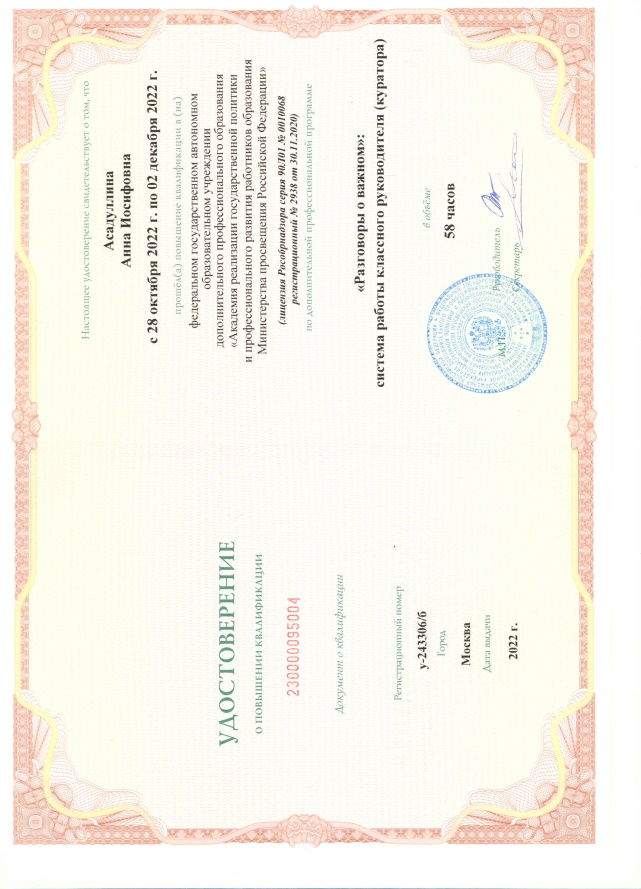 УДОСТОВЕРЕНИЕ
О ПОВЫШЕНИИ КВАЛИФИКАЦИИ
230000095004
Документ о квалификации
Регистрационный номер
у-243306/б
Город
Москва
Дата выдачи
2022 г.
Настоящее удостоверение свидетельствует о том, что
Асадуллина
Анна Иосифовна
с 28 октября 2022 г. по 02 декабря 2022 г.
прошёл(а) повышение квалификации в (на)
федеральном государственном автономном
образовательном учреждении
дополнительного профессионального образования
«Академия реализации государственной политики
и профессионального развития работников образования
Министерства просвещения Российской Федерации»
(лицензия Рособрнадзора серия 90Л01 № 0010068
регистрационный № 2938 от 30.11.2020)
по дополнительной профессиональной программе
«Разговоры о важном»:
система работы классного руководителя (куратора)
в объёме
58 часов
Руководитель
М.П.
Секретарь